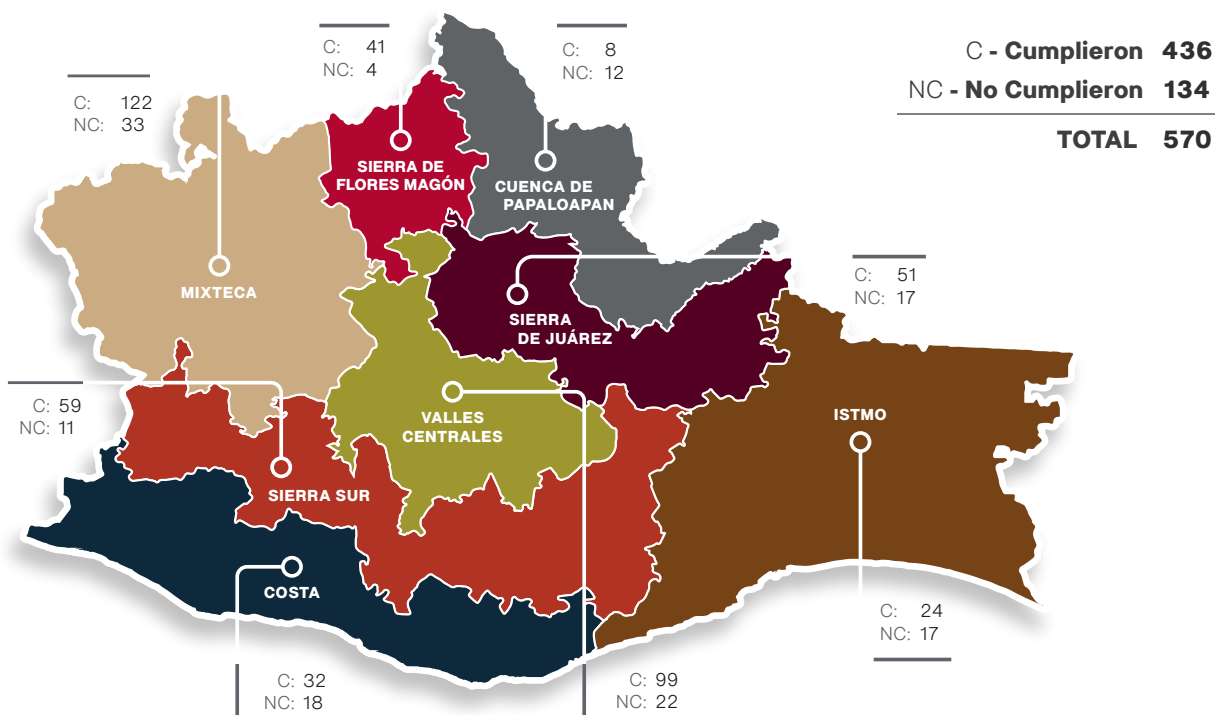 C: 41
NC: 4
C: 8
NC: 12
C - Cumplieron 436
NC - No Cumplieron 134
TOTAL 570
C: 122
NC: 33
SIERRA DE
FLORES MAGÓN
CUENCA DE
PAPALOAPAN
MIXTECA
C: 51
NC: 17
SIERRA
DE JUÁREZ
C: 59
NC: 11
VALLES
CENTRALES
ISTMO
SIERRA SUR
COSTA
C: 24
NC: 17
C: 32
NC: 18
C: 99
NC: 22